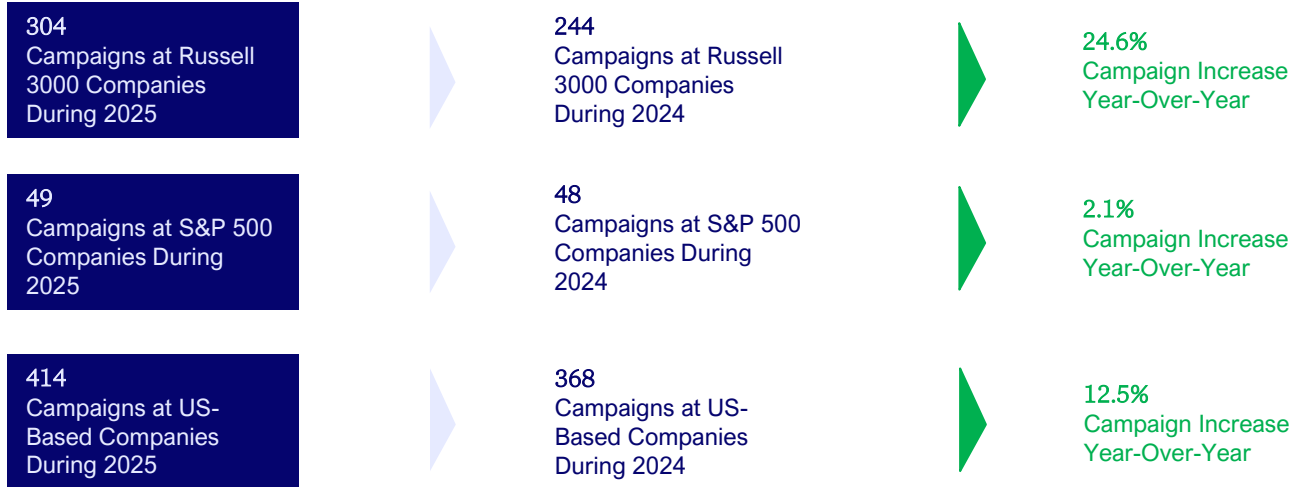 304
Campaigns at Russell
3000 Companies
During 2025
244
Campaigns at Russell
3000 Companies
During 2024
24.6%
Campaign Increase
Year-Over-Year
49
Campaigns at S&P 500
Companies During
2025
48
Campaigns at S&P 500
Companies During
2024
2.1%
Campaign Increase
Year-Over-Year
414
Campaigns at US-
Based Companies
During 2025
368
Campaigns at US-
Based Companies
During 2024
12.5%
Campaign Increase
Year-Over-Year